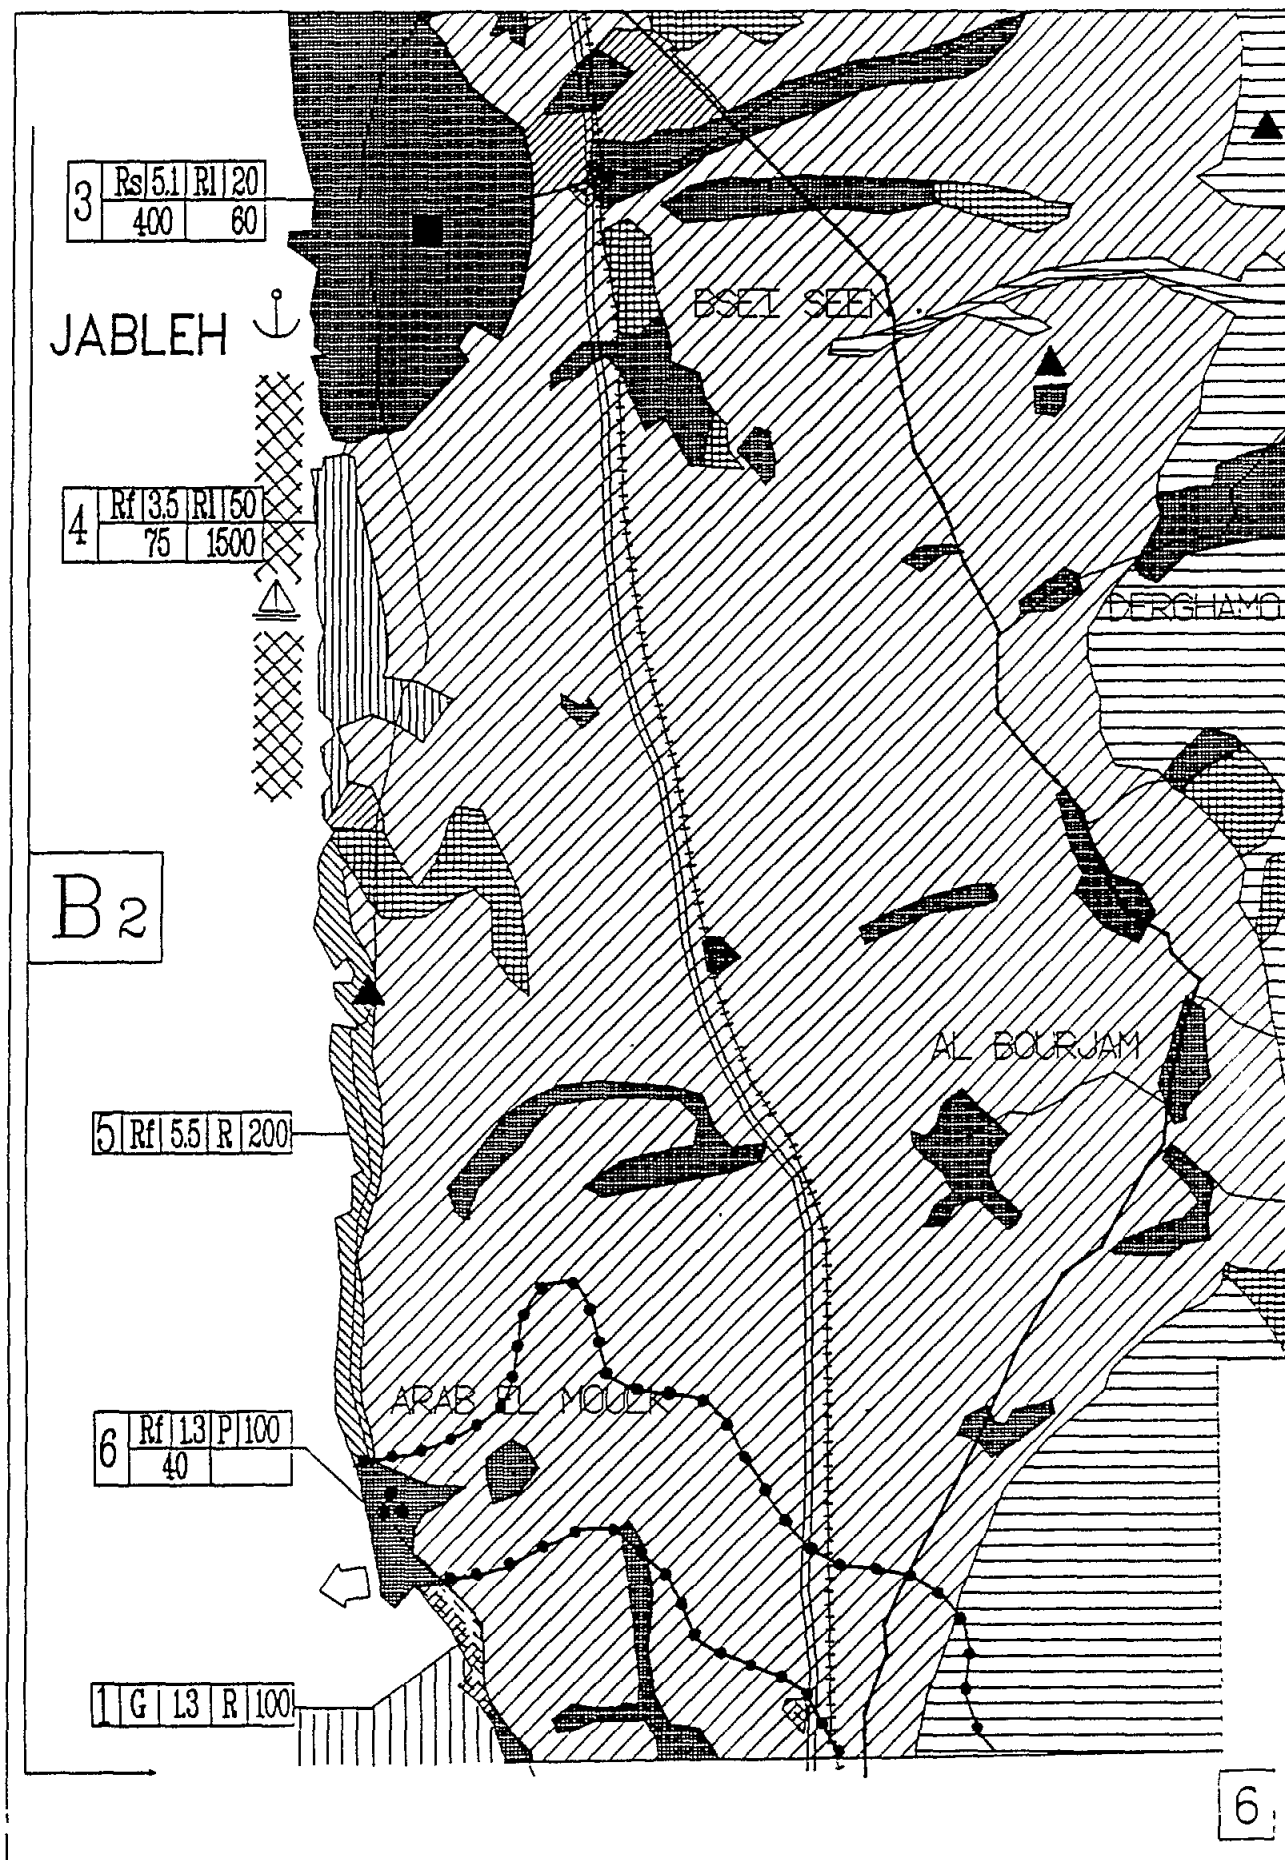 3 Rs 5.1 Rl 20
400 60
BSEI SEEN
JABLEH
4 Rf 3.5 Rl 50
75 1500
DERGHAMO
B2
AL BOURJAM
5 Rf 5.5 R 200
ARAB EL MOULK
6 Rf 1.3 P 100
40
1 G 1.3 R 100
6